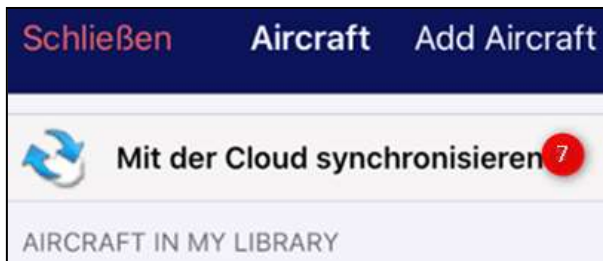 Schließen Aircraft Add Aircraft
Mit der Cloud synchronisieren 7
AIRCRAFT IN MY LIBRARY